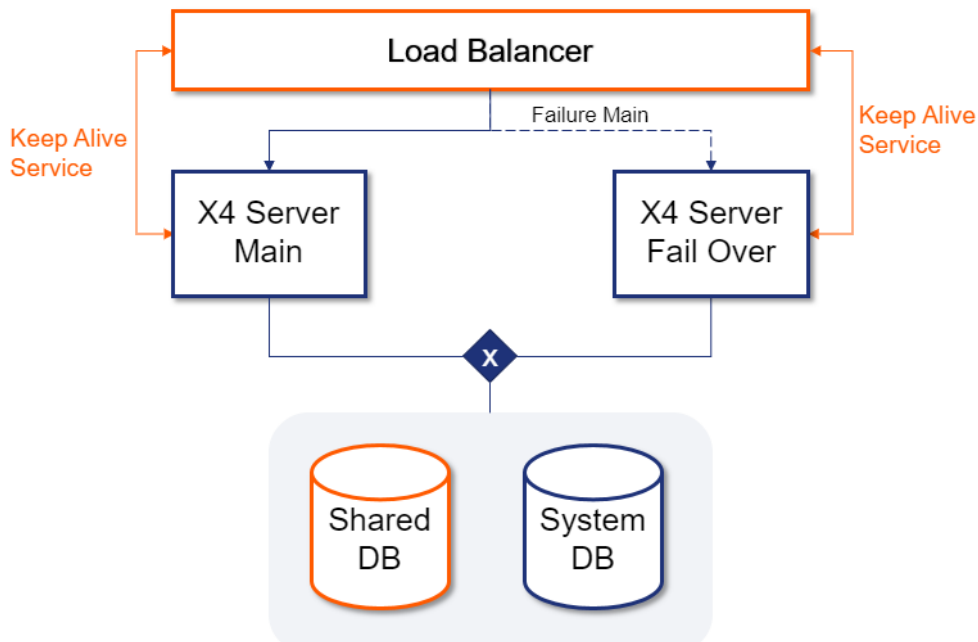 Load Balancer
Failure Main
Keep Alive
Service
Keep Alive
Service
X4 Server
Main
X4 Server
Fail Over
X
Shared
DB
System
DB